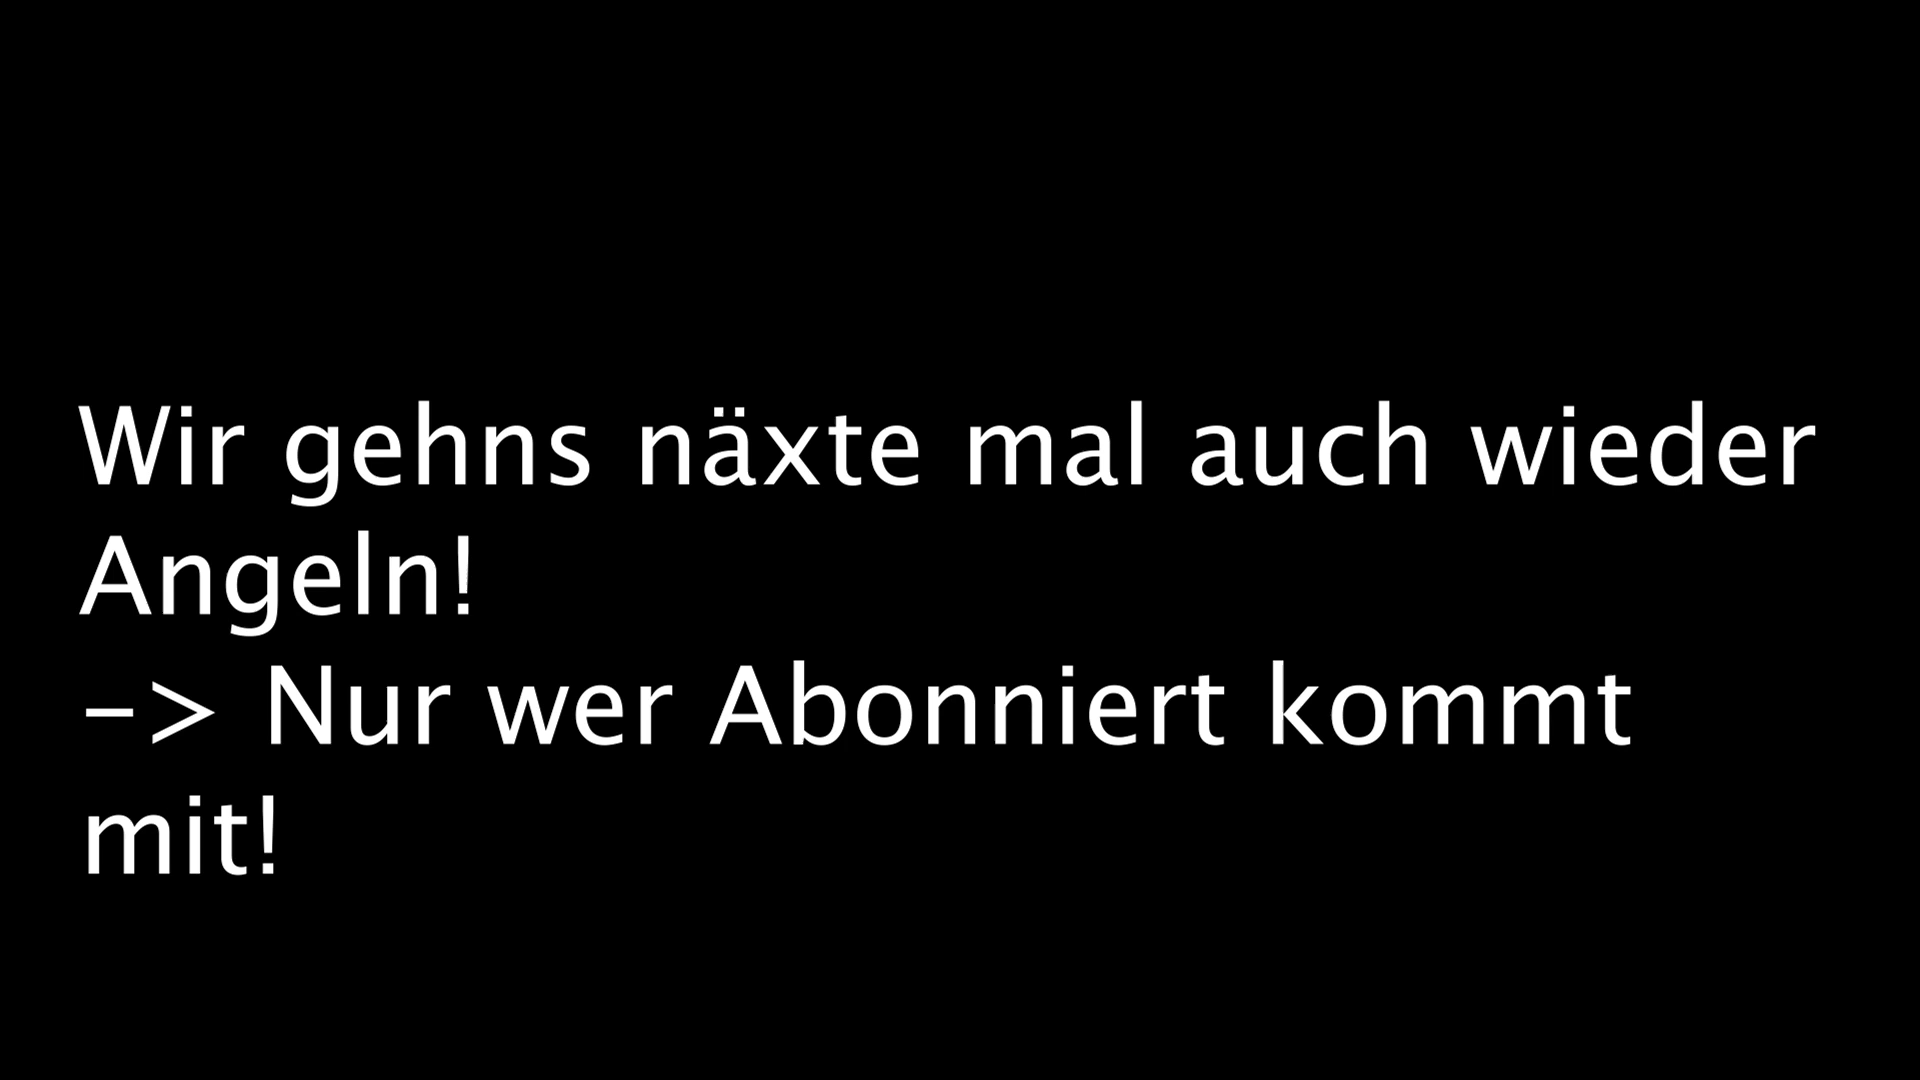 Wir gehns näxte mal auch wieder
Angeln!
-> Nur wer Abonniert kommt
mit!